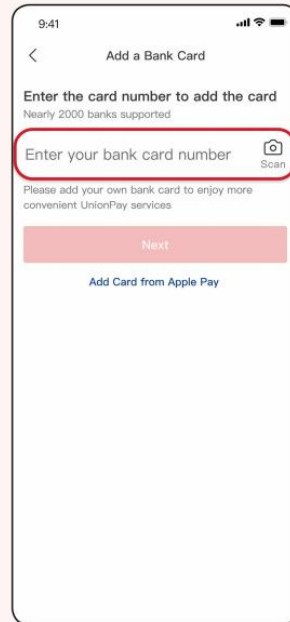 9:41
Add a Bank Card
Enter the card number to add the card
Nearly 2000 banks supported
Enter your bank card number
Scan
Please add your own bank card to enjoy more
convenient UnionPay services
Next
Add Card from Apple Pay